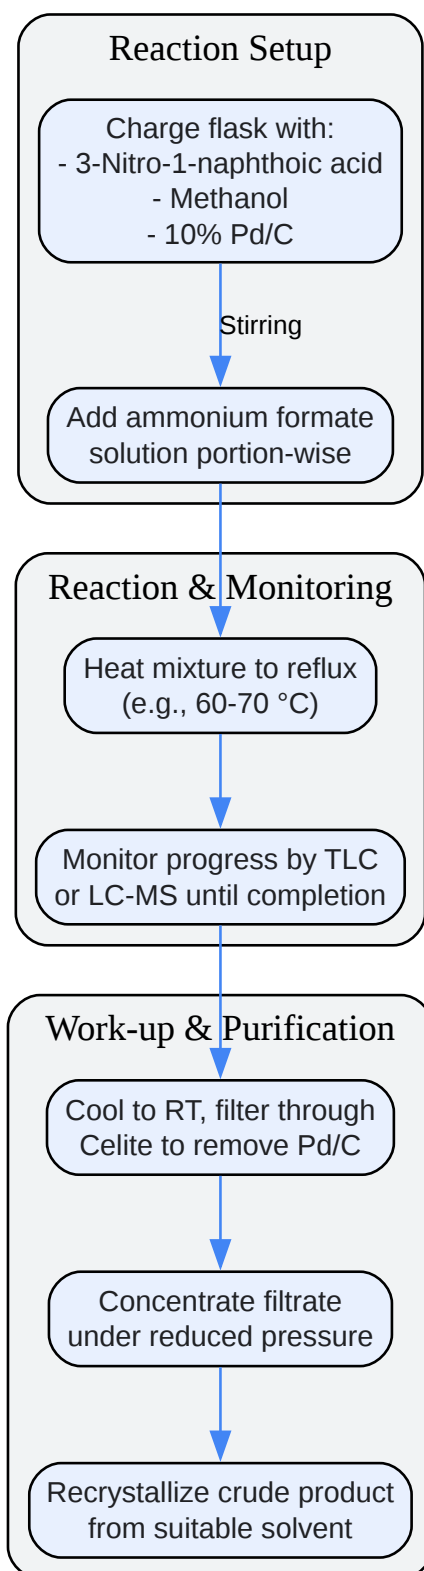 Reaction Setup
Charge flask with:
- 3-Nitro-1-naphthoic acid
- Methanol
- 10% Pd/C
Stirring
Add ammonium formate
solution portion-wise
Reaction & Monitoring
Heat mixture to reflux
(e.g., 60-70 °C)
Monitor progress by TLC
or LC-MS until completion
Work-up & Purification
Cool to RT, filter through
Celite to remove Pd/C
Concentrate filtrate
under reduced pressure
Recrystallize crude product
from suitable solvent